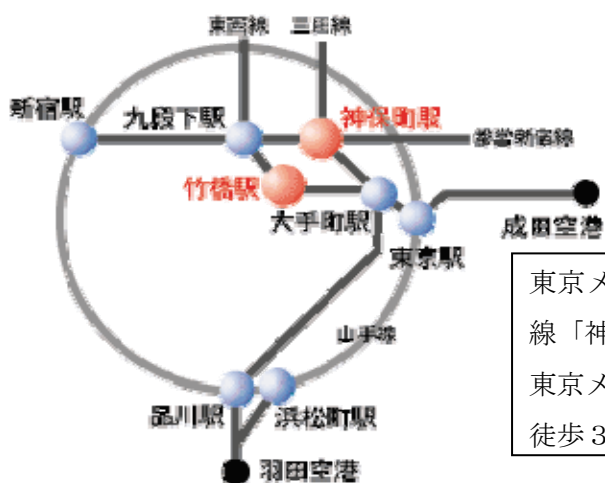 東西線
三田線
新宿駅
九段下駅
神保町駅
都営新宿線
竹橋駅
大手町駅
東京駅
成田空港
山手線
品川駅
浜松町駅
羽田空港
東京メ
線「神
東京メ
徒歩3